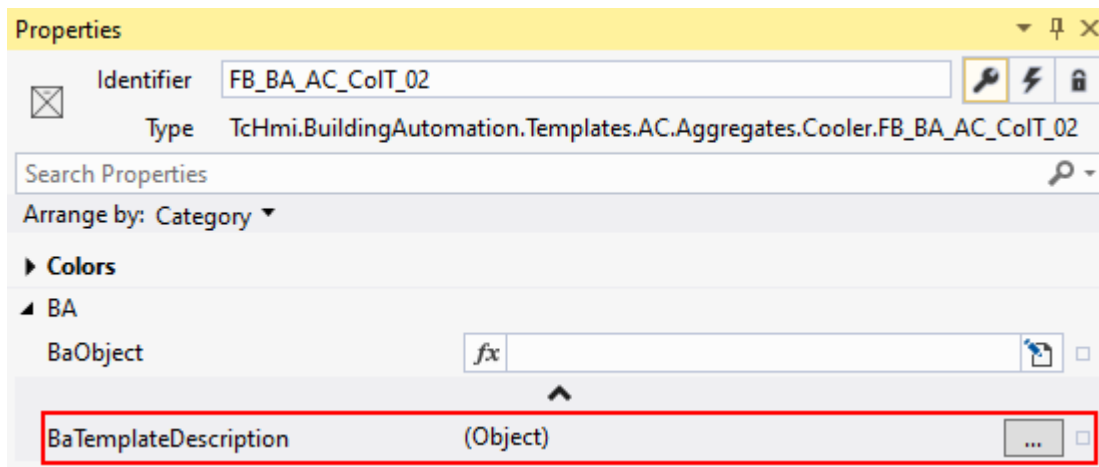 Properties
Identifier FB_BA_AC_ColT_02
Type TcHmi.BuildingAutomation.Templates.AC.Aggregates.Cooler.FB_BA_AC_ColT_02
Search Properties
Arrange by: Category
Colors
BA
BaObject fx
BaTemplateDescription (Object) ...